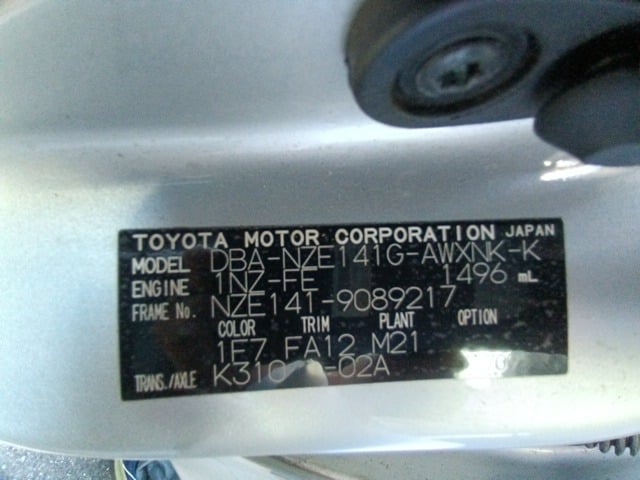 TOYOTA MOTOR CORPORATION JAPAN
MODEL DBA-NZE141G-AWXNK-K
ENGINE 1NZ-FE 1496 mL
FRAME No. NZE141-9089217
COLOR TRIM PLANT OPTION
1E7 FA12 M21
TRANS./AXLE K310 -02A